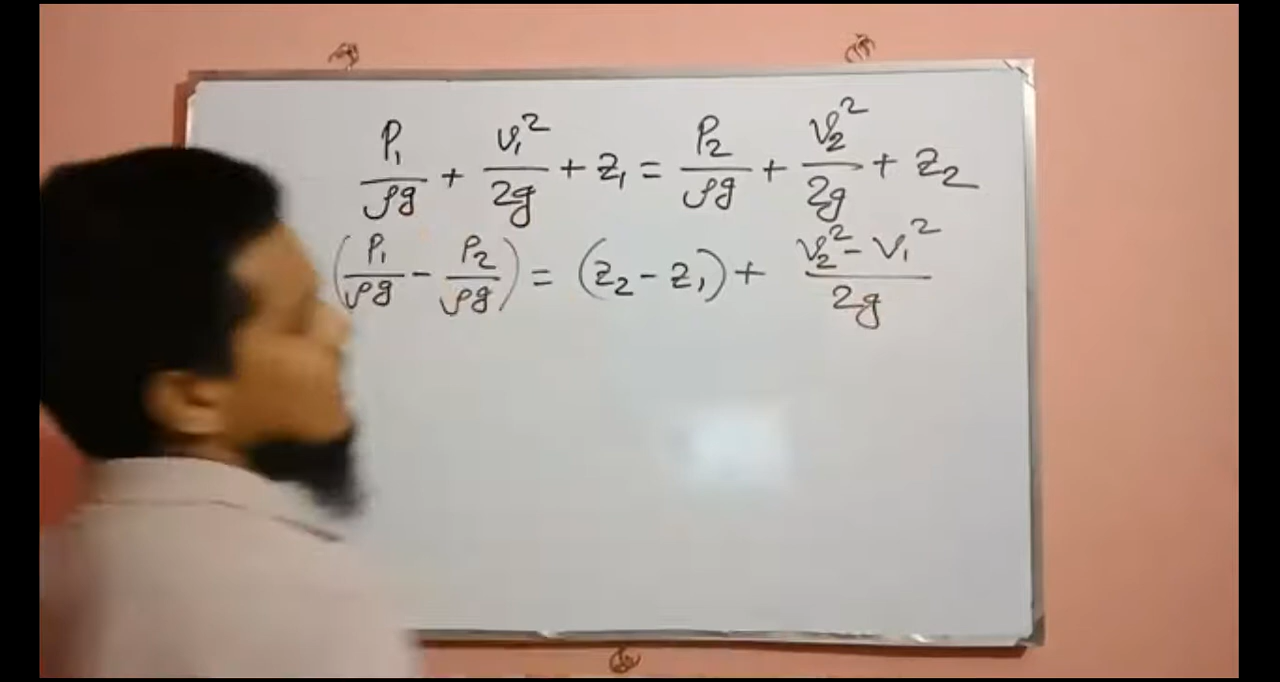 P₁/ρg + v₁²/2g + z₁ = P₂/ρg + v₂²/2g + z₂
(P₁/ρg - P₂/ρg) = (z₂ - z₁) + v₂² - v₁²/2g